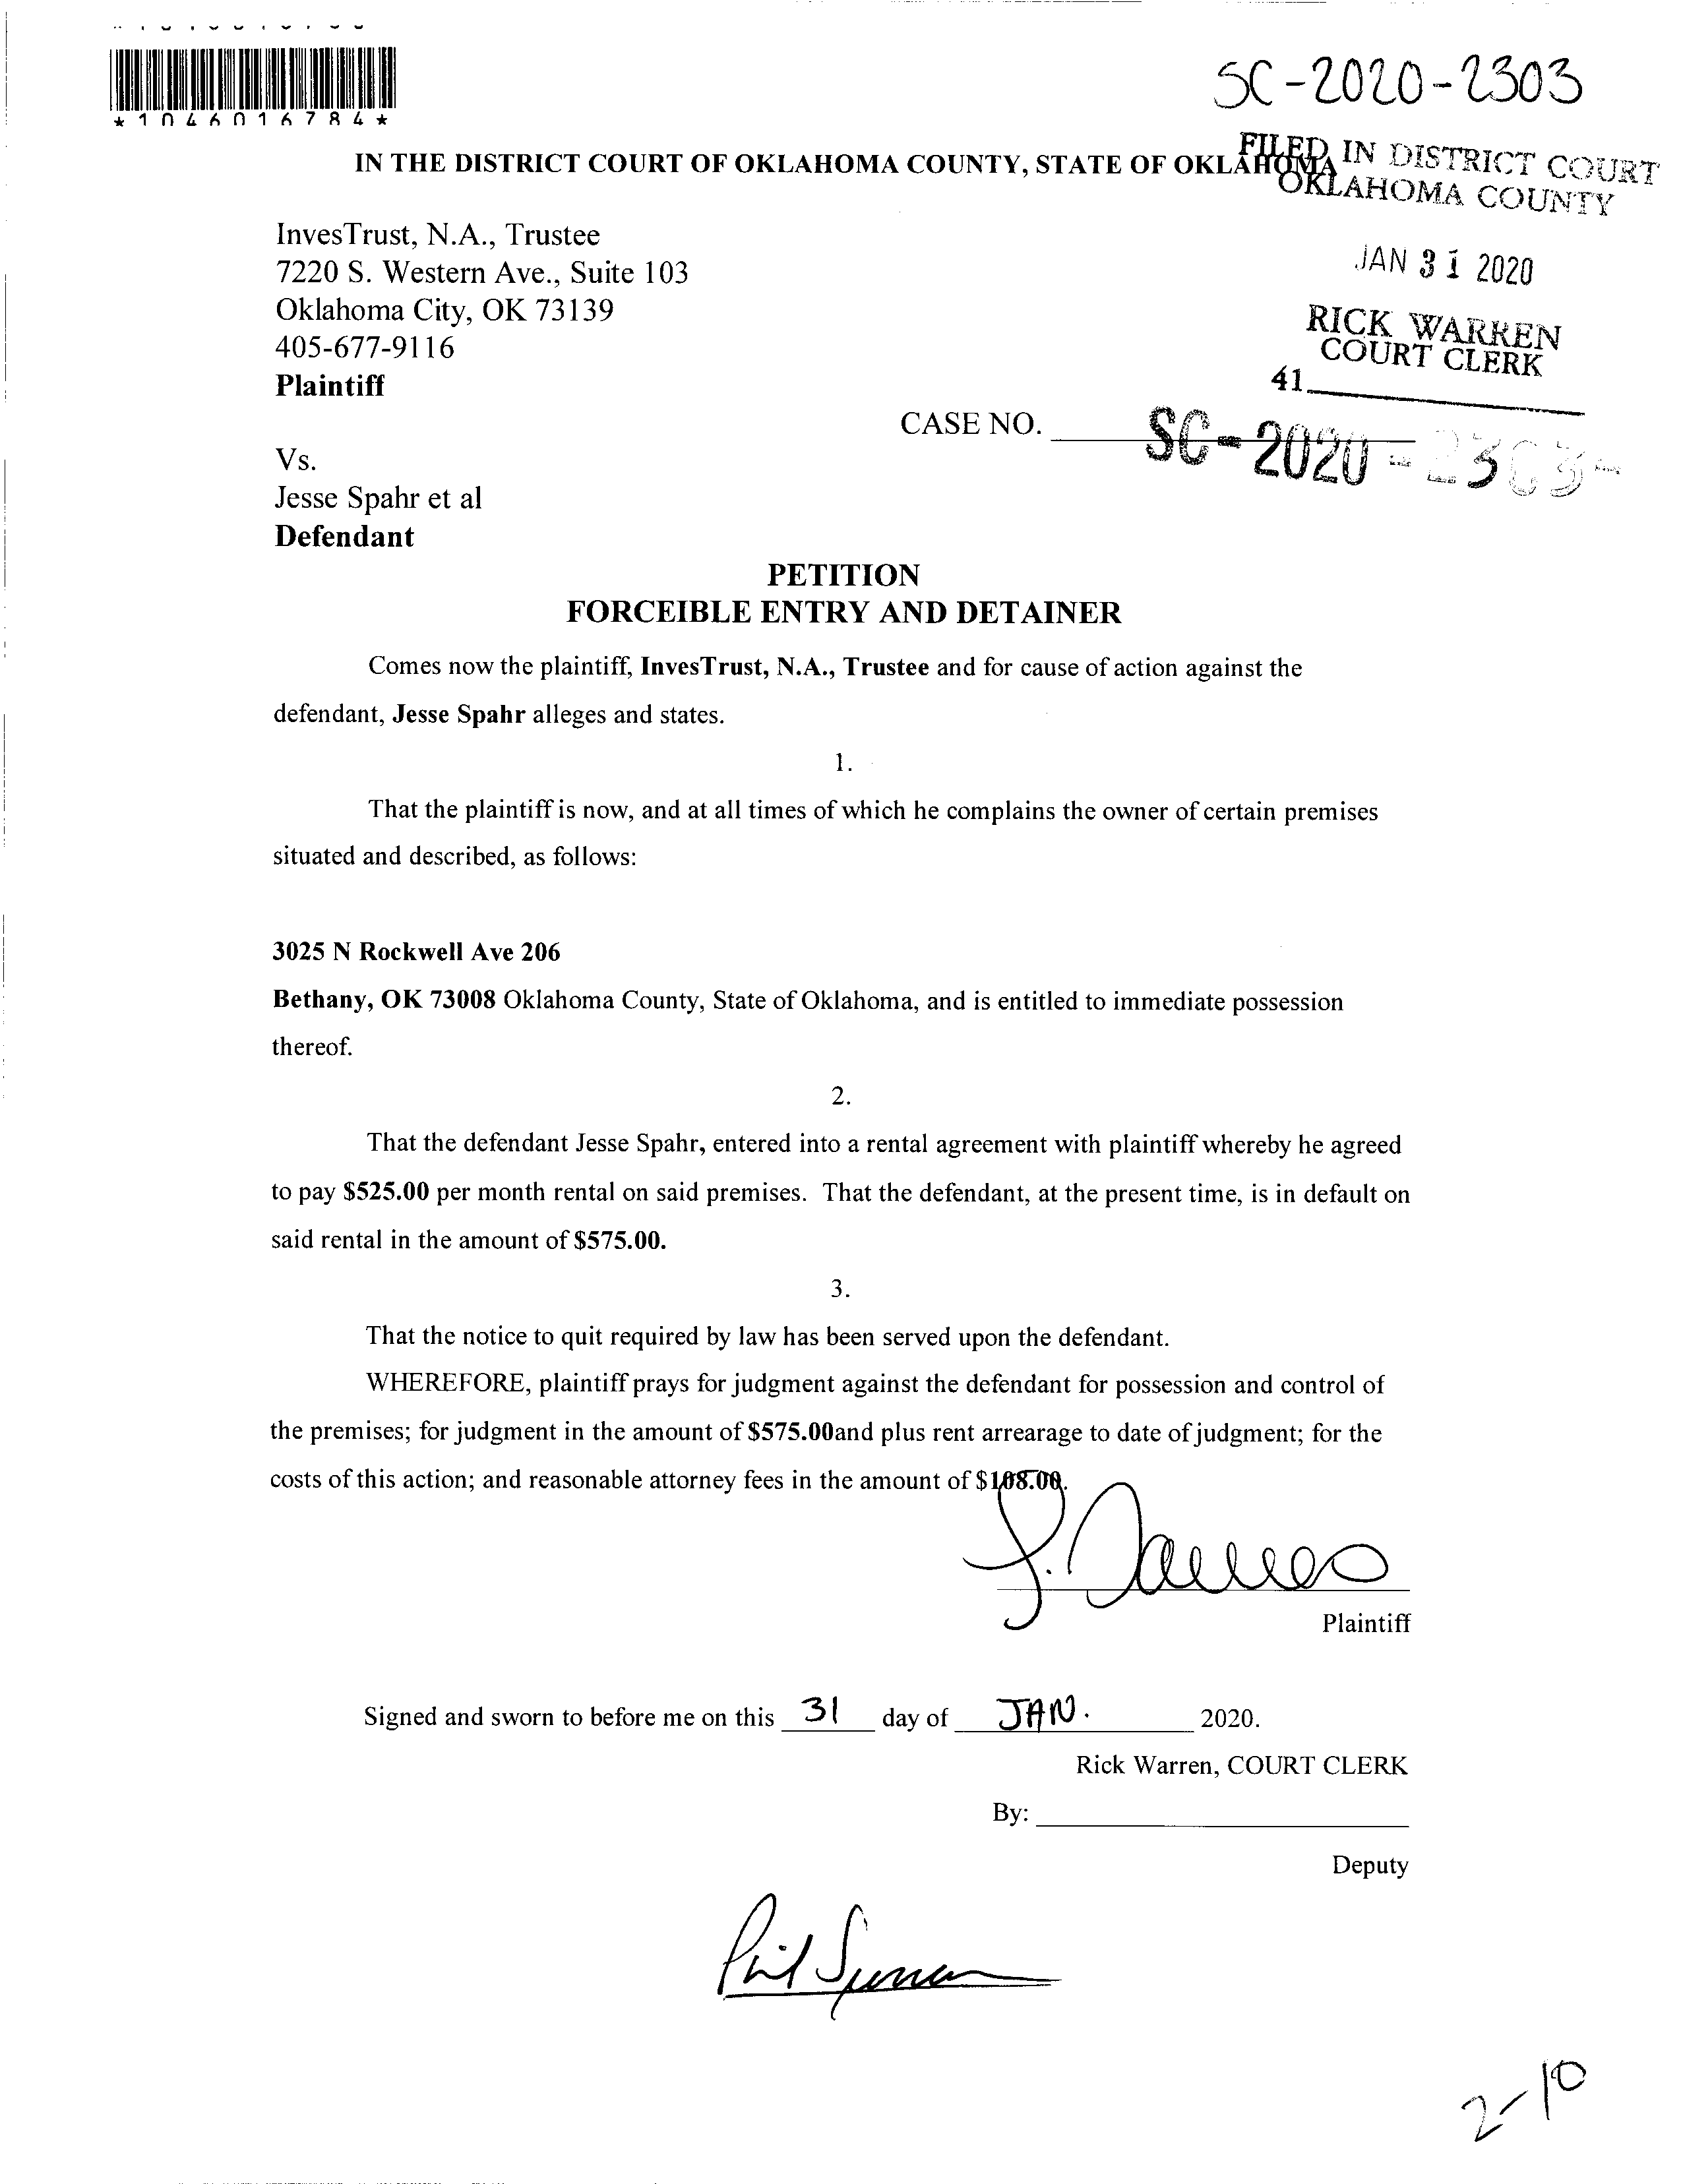 *1046016784*
SC-2020-2303
IN THE DISTRICT COURT OF OKLAHOMA COUNTY, STATE OF OKLAHOMA
FILED IN DISTRICT COURT
OKLAHOMA COUNTY
JAN 31 2020
RICK WARREN
COURT CLERK
41
InvesTrust, N.A., Trustee
7220 S. Western Ave., Suite 103
Oklahoma City, OK 73139
405-677-9116
Plaintiff
CASE NO. SC-2020-2303-
Vs.
Jesse Spahr et al
Defendant
PETITION
FORCEIBLE ENTRY AND DETAINER
Comes now the plaintiff, InvesTrust, N.A., Trustee and for cause of action against the
defendant, Jesse Spahr alleges and states.
1.
That the plaintiff is now, and at all times of which he complains the owner of certain premises
situated and described, as follows:
3025 N Rockwell Ave 206
Bethany, OK 73008 Oklahoma County, State of Oklahoma, and is entitled to immediate possession
thereof.
2.
That the defendant Jesse Spahr, entered into a rental agreement with plaintiff whereby he agreed
to pay $525.00 per month rental on said premises. That the defendant, at the present time, is in default on
said rental in the amount of $575.00.
3.
That the notice to quit required by law has been served upon the defendant.
WHEREFORE, plaintiff prays for judgment against the defendant for possession and control of
the premises; for judgment in the amount of $575.00and plus rent arrearage to date of judgment; for the
costs of this action; and reasonable attorney fees in the amount of $108.00.
Plaintiff
Signed and sworn to before me on this 31 day of JAN. 2020.
Rick Warren, COURT CLERK
By:
Deputy
Phil
2-10